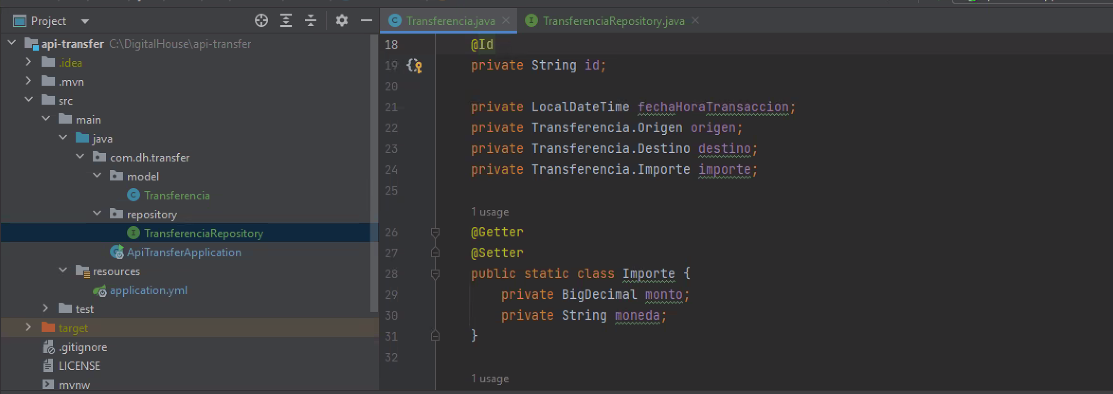 Project
Transferencia.java
TransferenciaRepository.java
api-transfer C:\DigitalHouse\api-transfer
.idea
.mvn
src
main
java
com.dh.transfer
model
Transferencia
repository
TransferenciaRepository
ApiTransferApplication
resources
application.yml
test
target
.gitignore
LICENSE
mvnw
18 @Id
19 private String id;
20
21 private LocalDateTime fechaHoraTransaccion;
22 private Transferencia.Origen origen;
23 private Transferencia.Destino destino;
24 private Transferencia.Importe importe;
25
1 usage
26 @Getter
27 @Setter
28 public static class Importe {
29 private BigDecimal monto;
30 private String moneda;
31 }
32
1 usage